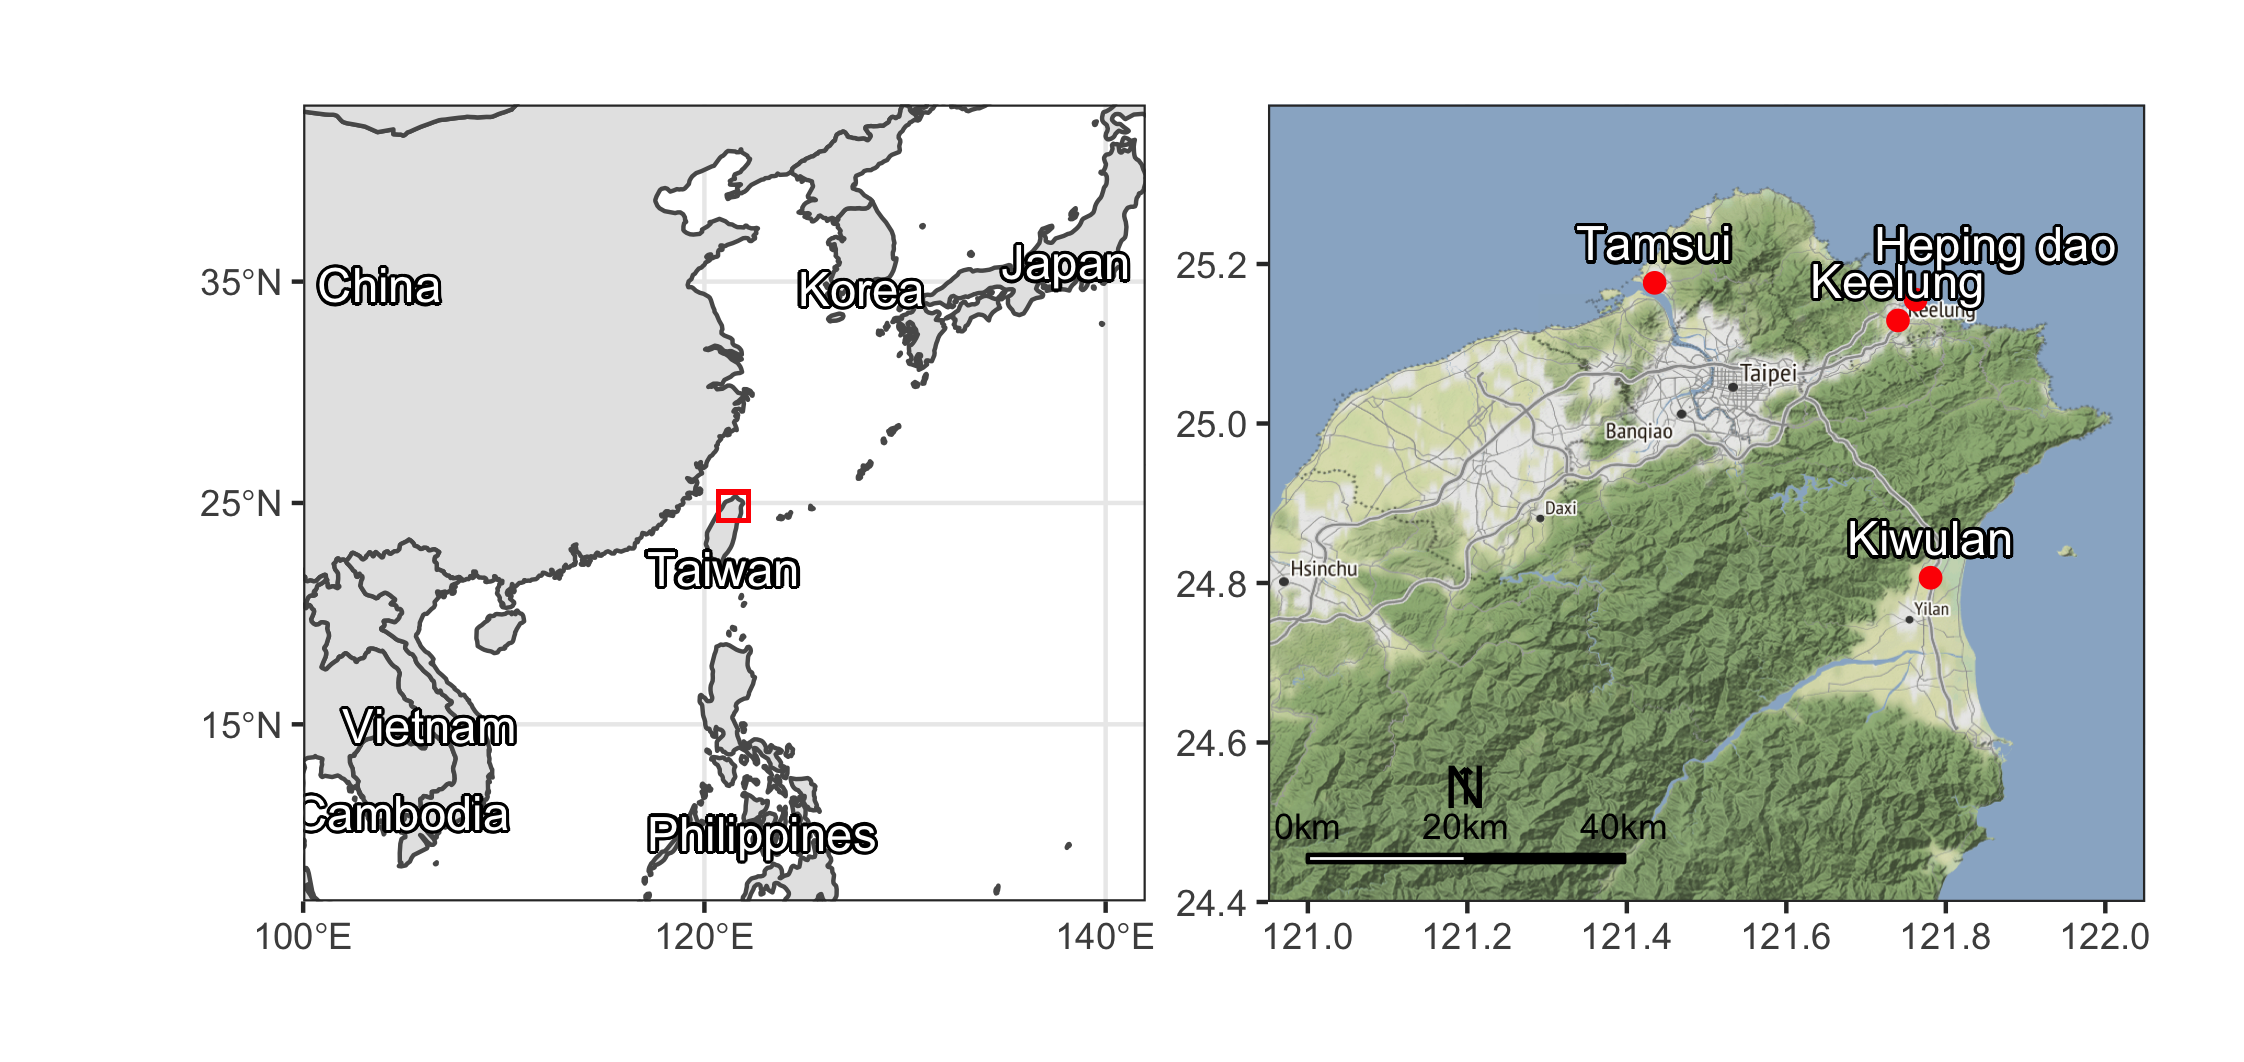 China
Korea
Japan
Taiwan
Vietnam
Cambodia
Philippines
35°N
25°N
15°N
100°E
120°E
140°E
Tamsui
Heping dao
Keelung
Keelung
Taipei
Banqiao
Daxi
Hsinchu
Kiwulan
Yilan
N
0km
20km
40km
25.2
25.0
24.8
24.6
24.4
121.0
121.2
121.4
121.6
121.8
122.0